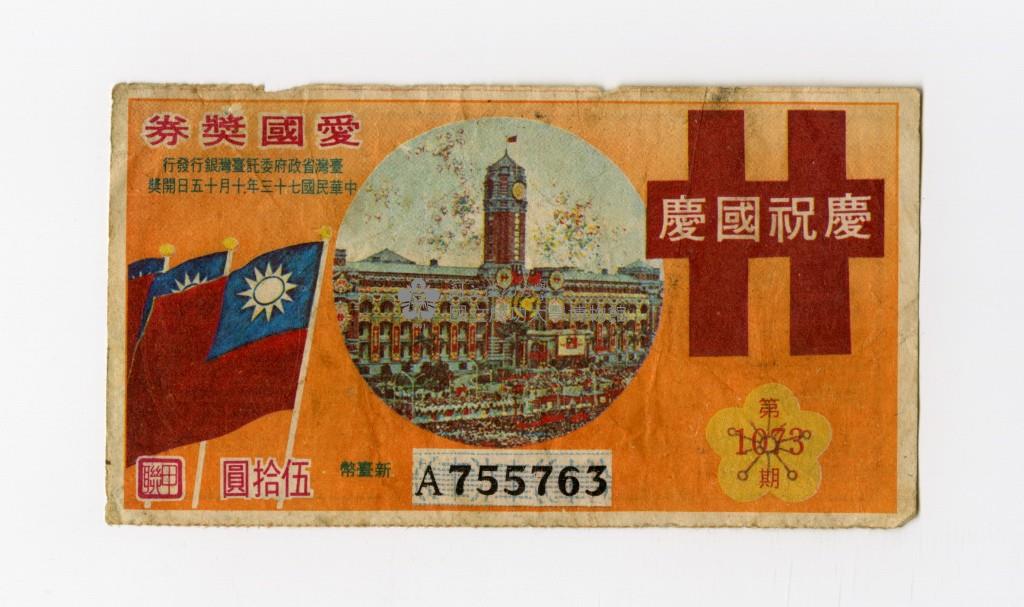 愛國獎券
臺灣省政府委託臺灣銀行發行
中華民國七十三年十月十五日開獎
慶祝國慶
第
1073
期
新臺幣
伍拾圓
甲聯
A755763